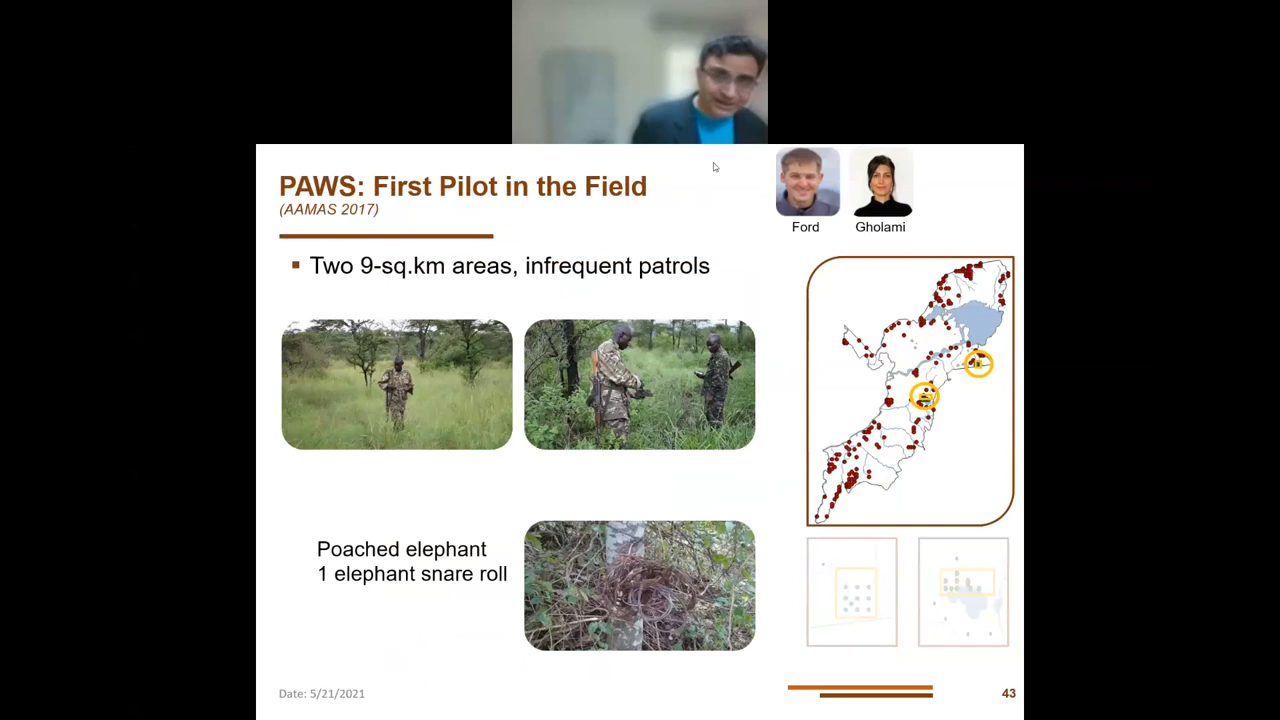 PAWS: First Pilot in the Field
(AAMAS 2017)
Ford
Gholami
▪ Two 9-sq.km areas, infrequent patrols
Poached elephant
1 elephant snare roll
Date: 5/21/2021
43